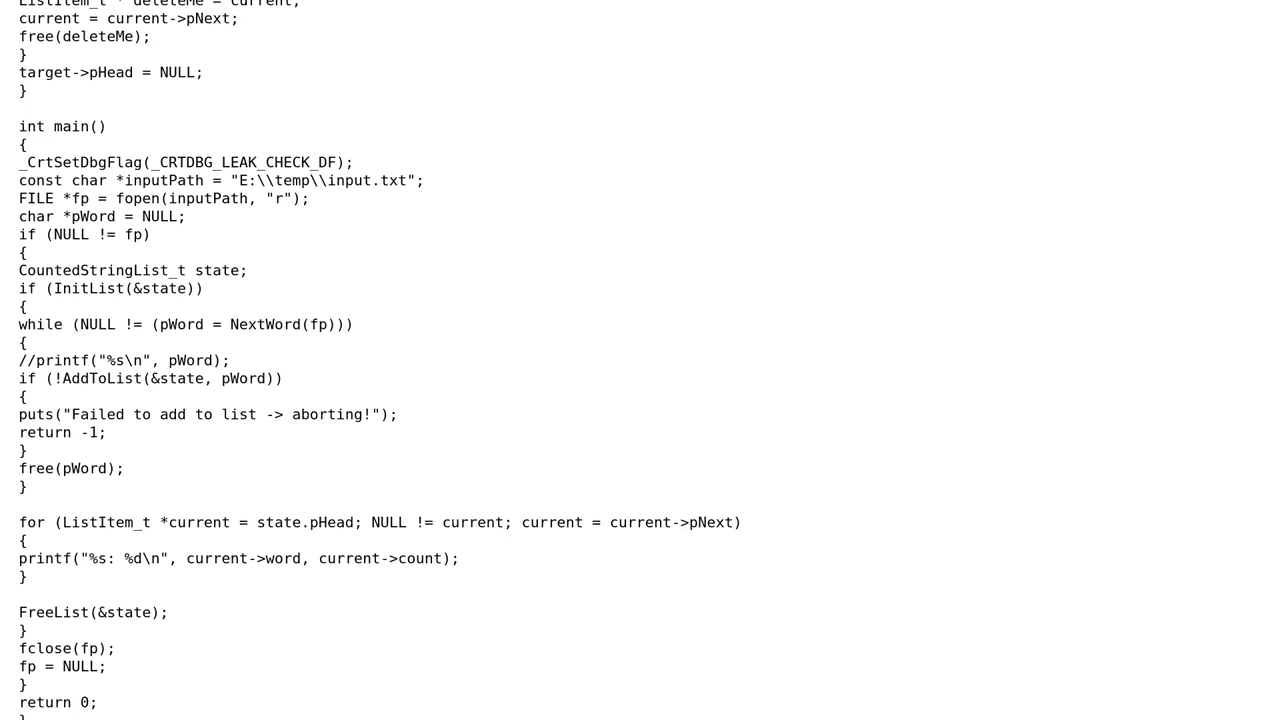 ListItem_t * deleteMe = current;
current = current->pNext;
free(deleteMe);
}
target->pHead = NULL;
}

int main()
{
_CrtSetDbgFlag(_CRTDBG_LEAK_CHECK_DF);
const char *inputPath = "E:\\temp\\input.txt";
FILE *fp = fopen(inputPath, "r");
char *pWord = NULL;
if (NULL != fp)
{
CountedStringList_t state;
if (InitList(&state))
{
while (NULL != (pWord = NextWord(fp)))
{
//printf("%s\n", pWord);
if (!AddToList(&state, pWord))
{
puts("Failed to add to list -> aborting!");
return -1;
}
free(pWord);
}

for (ListItem_t *current = state.pHead; NULL != current; current = current->pNext)
{
printf("%s: %d\n", current->word, current->count);
}

FreeList(&state);
}
fclose(fp);
fp = NULL;
}
return 0;
}